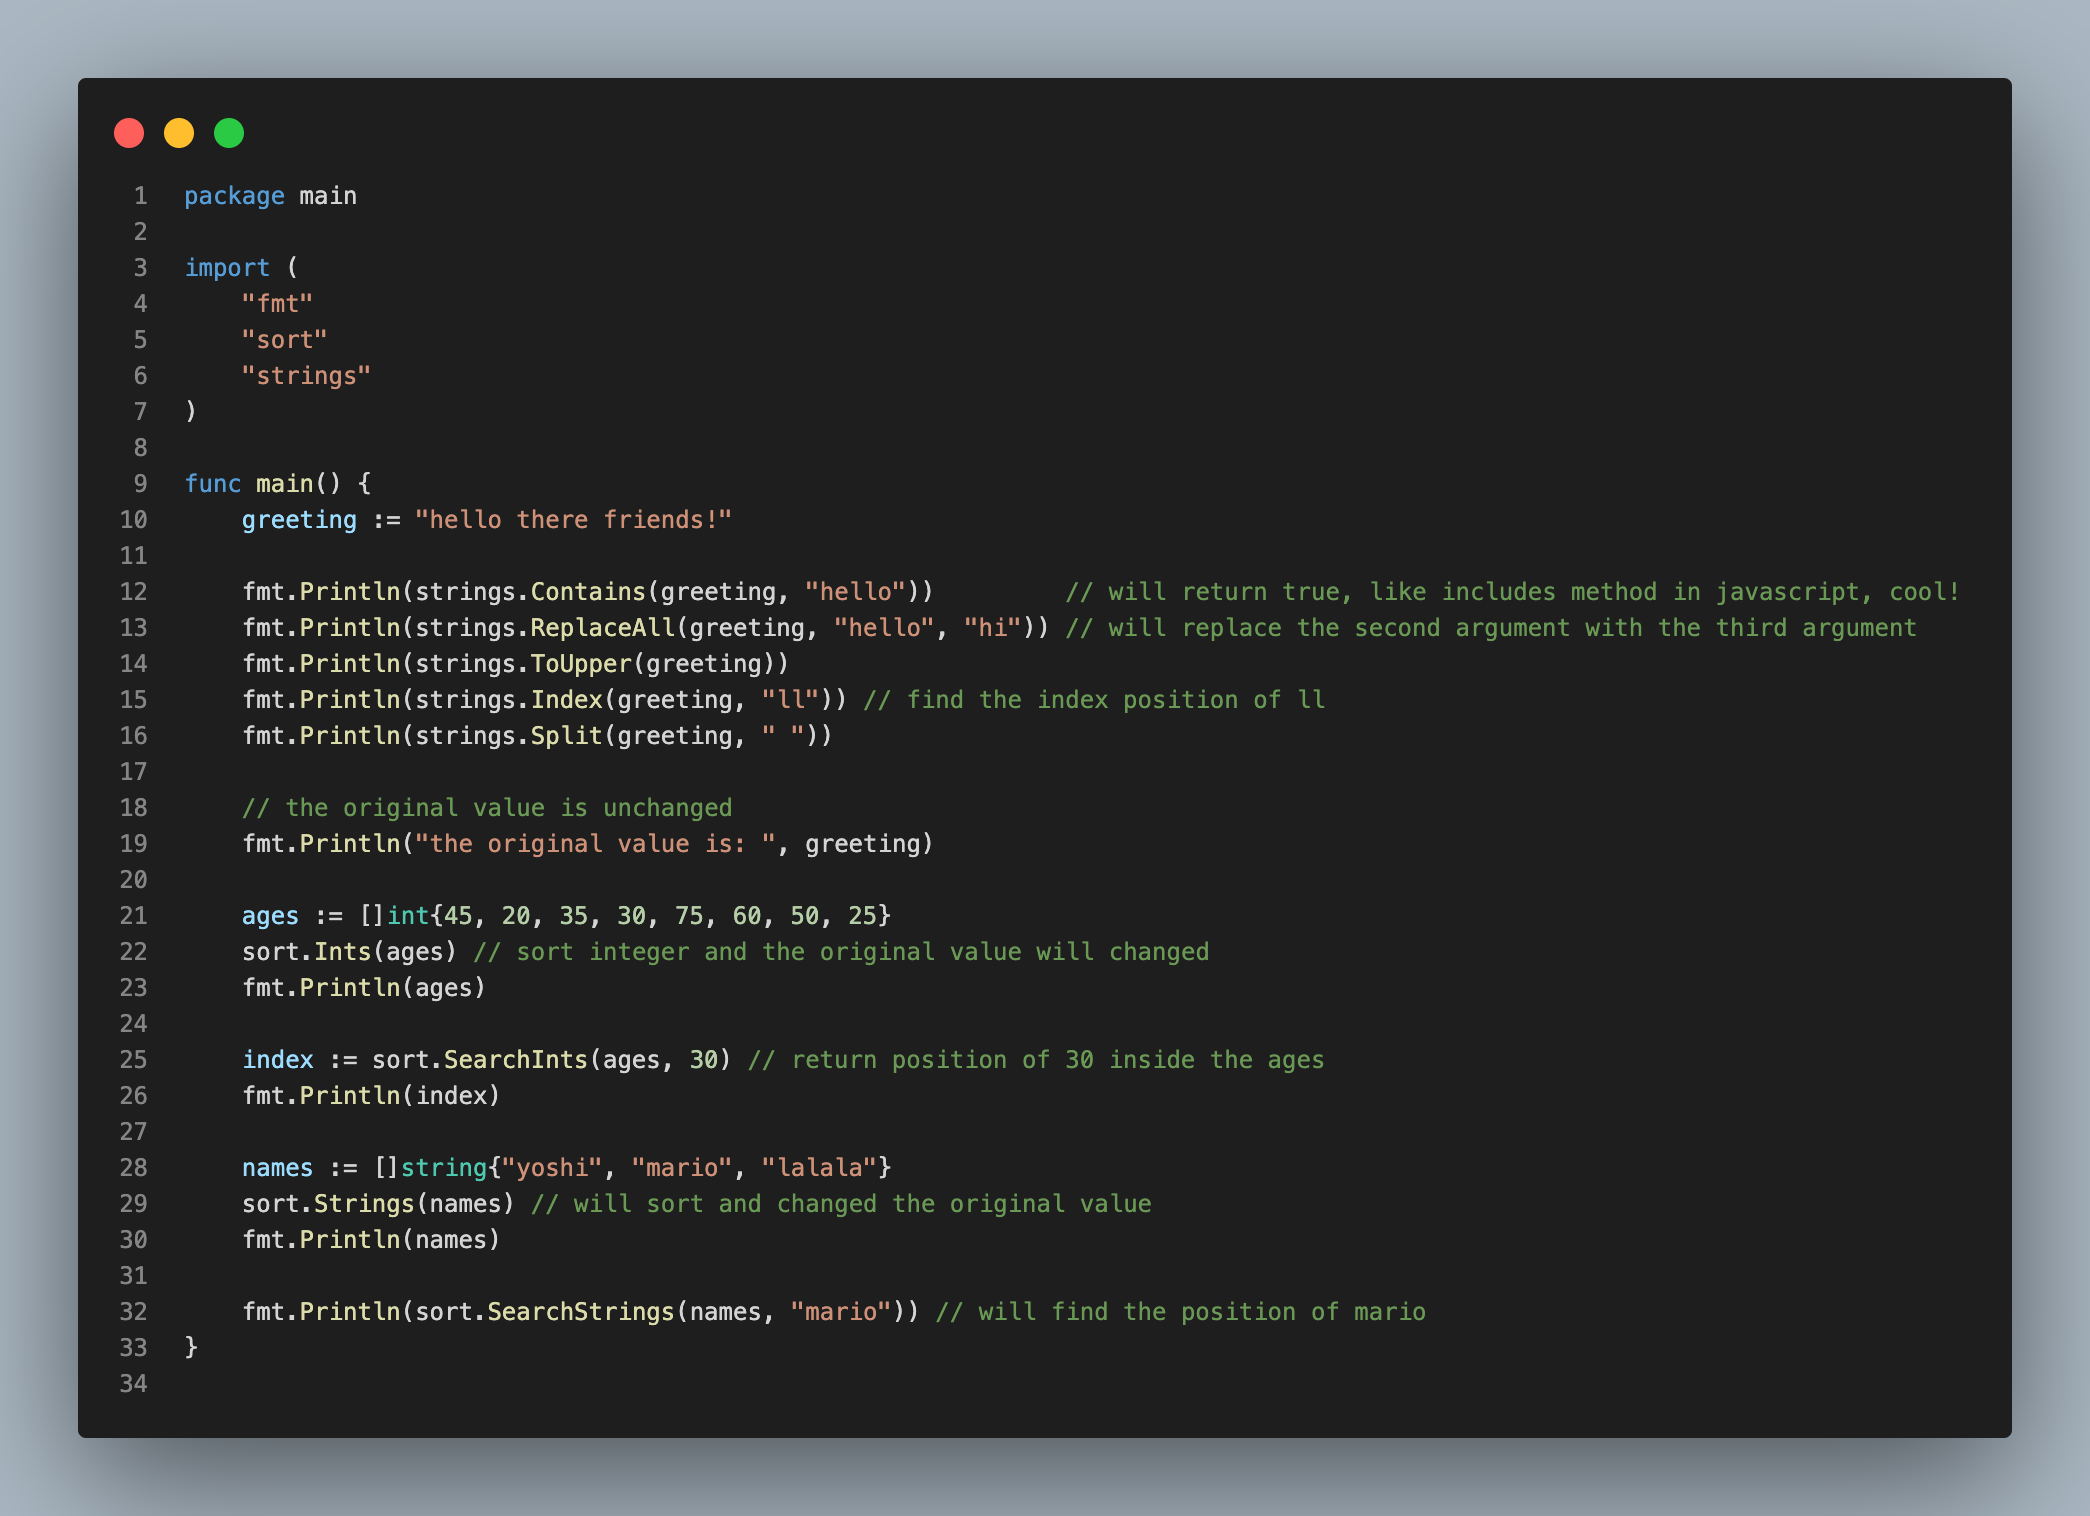 1 package main
2
3 import (
4     "fmt"
5     "sort"
6     "strings"
7 )
8
9 func main() {
10     greeting := "hello there friends!"
11
12     fmt.Println(strings.Contains(greeting, "hello"))         // will return true, like includes method in javascript, cool!
13     fmt.Println(strings.ReplaceAll(greeting, "hello", "hi")) // will replace the second argument with the third argument
14     fmt.Println(strings.ToUpper(greeting))
15     fmt.Println(strings.Index(greeting, "ll")) // find the index position of ll
16     fmt.Println(strings.Split(greeting, " "))
17
18     // the original value is unchanged
19     fmt.Println("the original value is: ", greeting)
20
21     ages := []int{45, 20, 35, 30, 75, 60, 50, 25}
22     sort.Ints(ages) // sort integer and the original value will changed
23     fmt.Println(ages)
24
25     index := sort.SearchInts(ages, 30) // return position of 30 inside the ages
26     fmt.Println(index)
27
28     names := []string{"yoshi", "mario", "lalala"}
29     sort.Strings(names) // will sort and changed the original value
30     fmt.Println(names)
31
32     fmt.Println(sort.SearchStrings(names, "mario")) // will find the position of mario
33 }
34